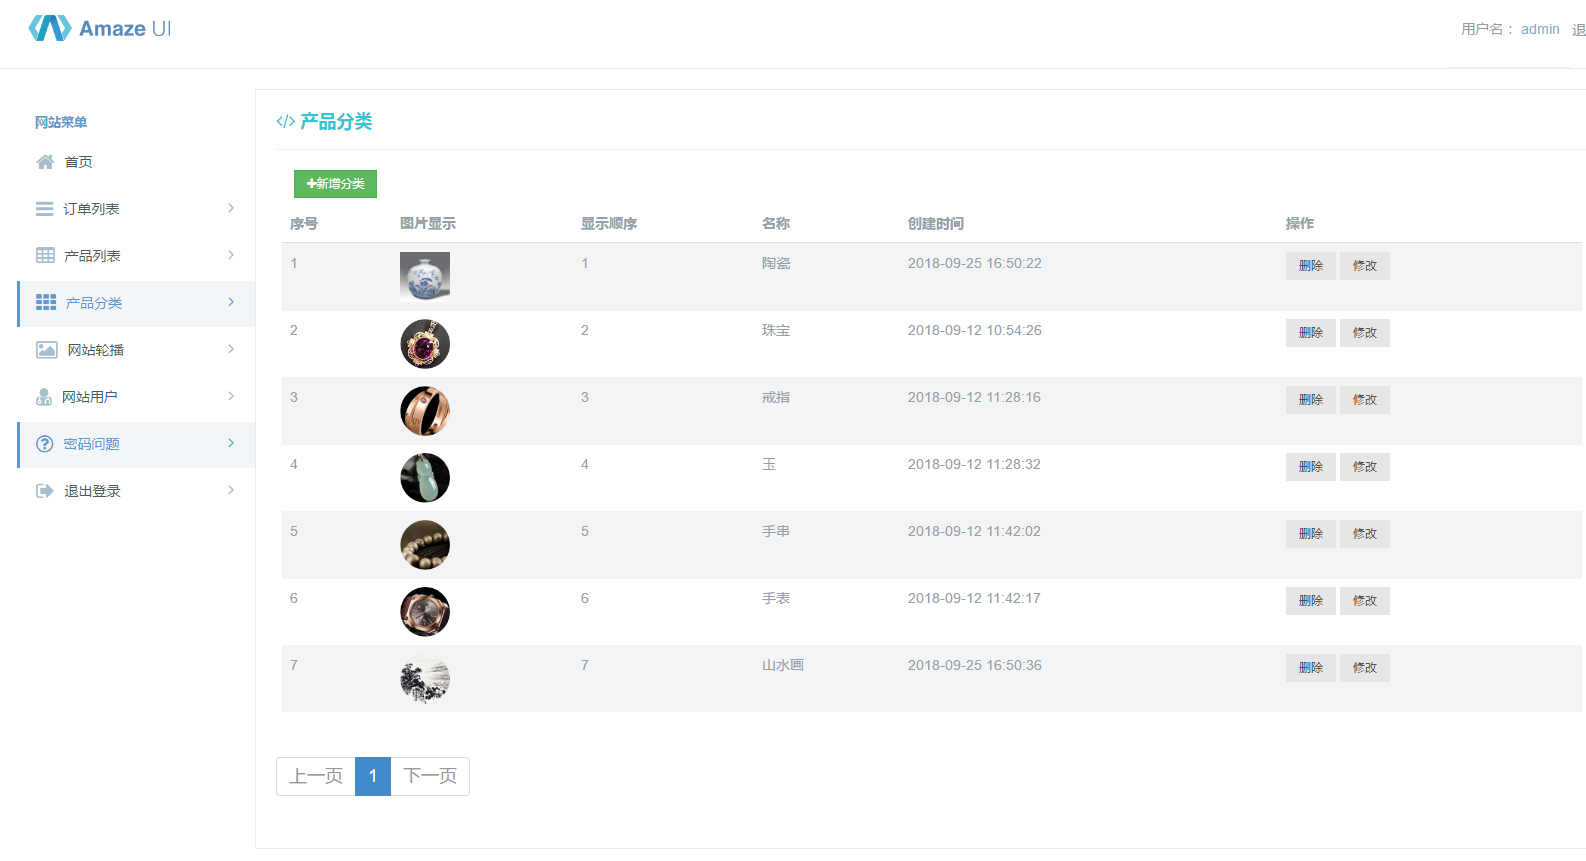 Amaze UI
用户名： admin 退
网站菜单
首页
订单列表
产品列表
产品分类
网站轮播
网站用户
密码问题
退出登录
</> 产品分类
+新增分类
序号 图片显示 显示顺序 名称 创建时间 操作
1 1 陶瓷 2018-09-25 16:50:22 删除 修改
2 2 珠宝 2018-09-12 10:54:26 删除 修改
3 3 戒指 2018-09-12 11:28:16 删除 修改
4 4 玉 2018-09-12 11:28:32 删除 修改
5 5 手串 2018-09-12 11:42:02 删除 修改
6 6 手表 2018-09-12 11:42:17 删除 修改
7 7 山水画 2018-09-25 16:50:36 删除 修改
上一页 1 下一页